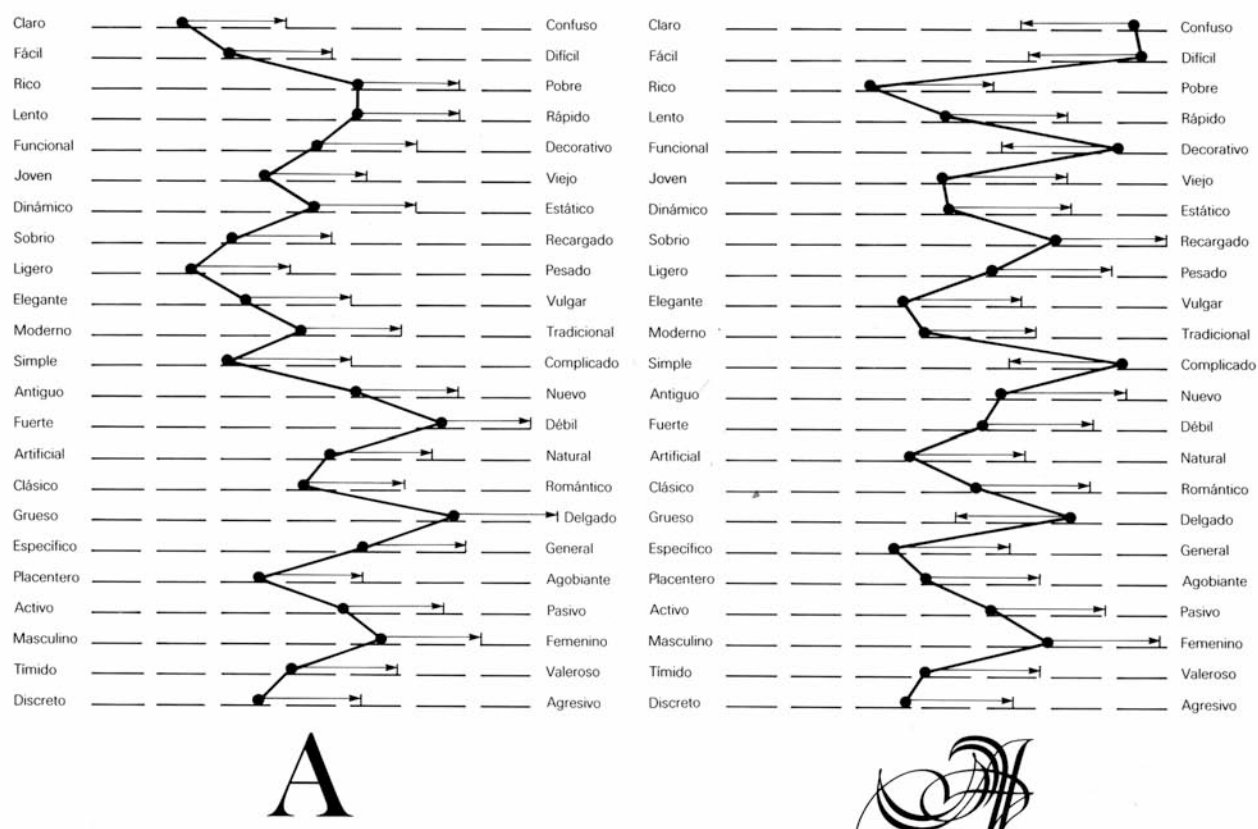 Claro Confuso
Fácil Difícil
Rico Pobre
Lento Rápido
Funcional Decorativo
Joven Viejo
Dinámico Estático
Sobrio Recargado
Ligero Pesado
Elegante Vulgar
Moderno Tradicional
Simple Complicado
Antiguo Nuevo
Fuerte Débil
Artificial Natural
Clásico Romántico
Grueso Delgado
Específico General
Placentero Agobiante
Activo Pasivo
Masculino Femenino
Tímido Valeroso
Discreto Agresivo
A
Claro Confuso
Fácil Difícil
Rico Pobre
Lento Rápido
Funcional Decorativo
Joven Viejo
Dinámico Estático
Sobrio Recargado
Ligero Pesado
Elegante Vulgar
Moderno Tradicional
Simple Complicado
Antiguo Nuevo
Fuerte Débil
Artificial Natural
Clásico Romántico
Grueso Delgado
Específico General
Placentero Agobiante
Activo Pasivo
Masculino Femenino
Tímido Valeroso
Discreto Agresivo